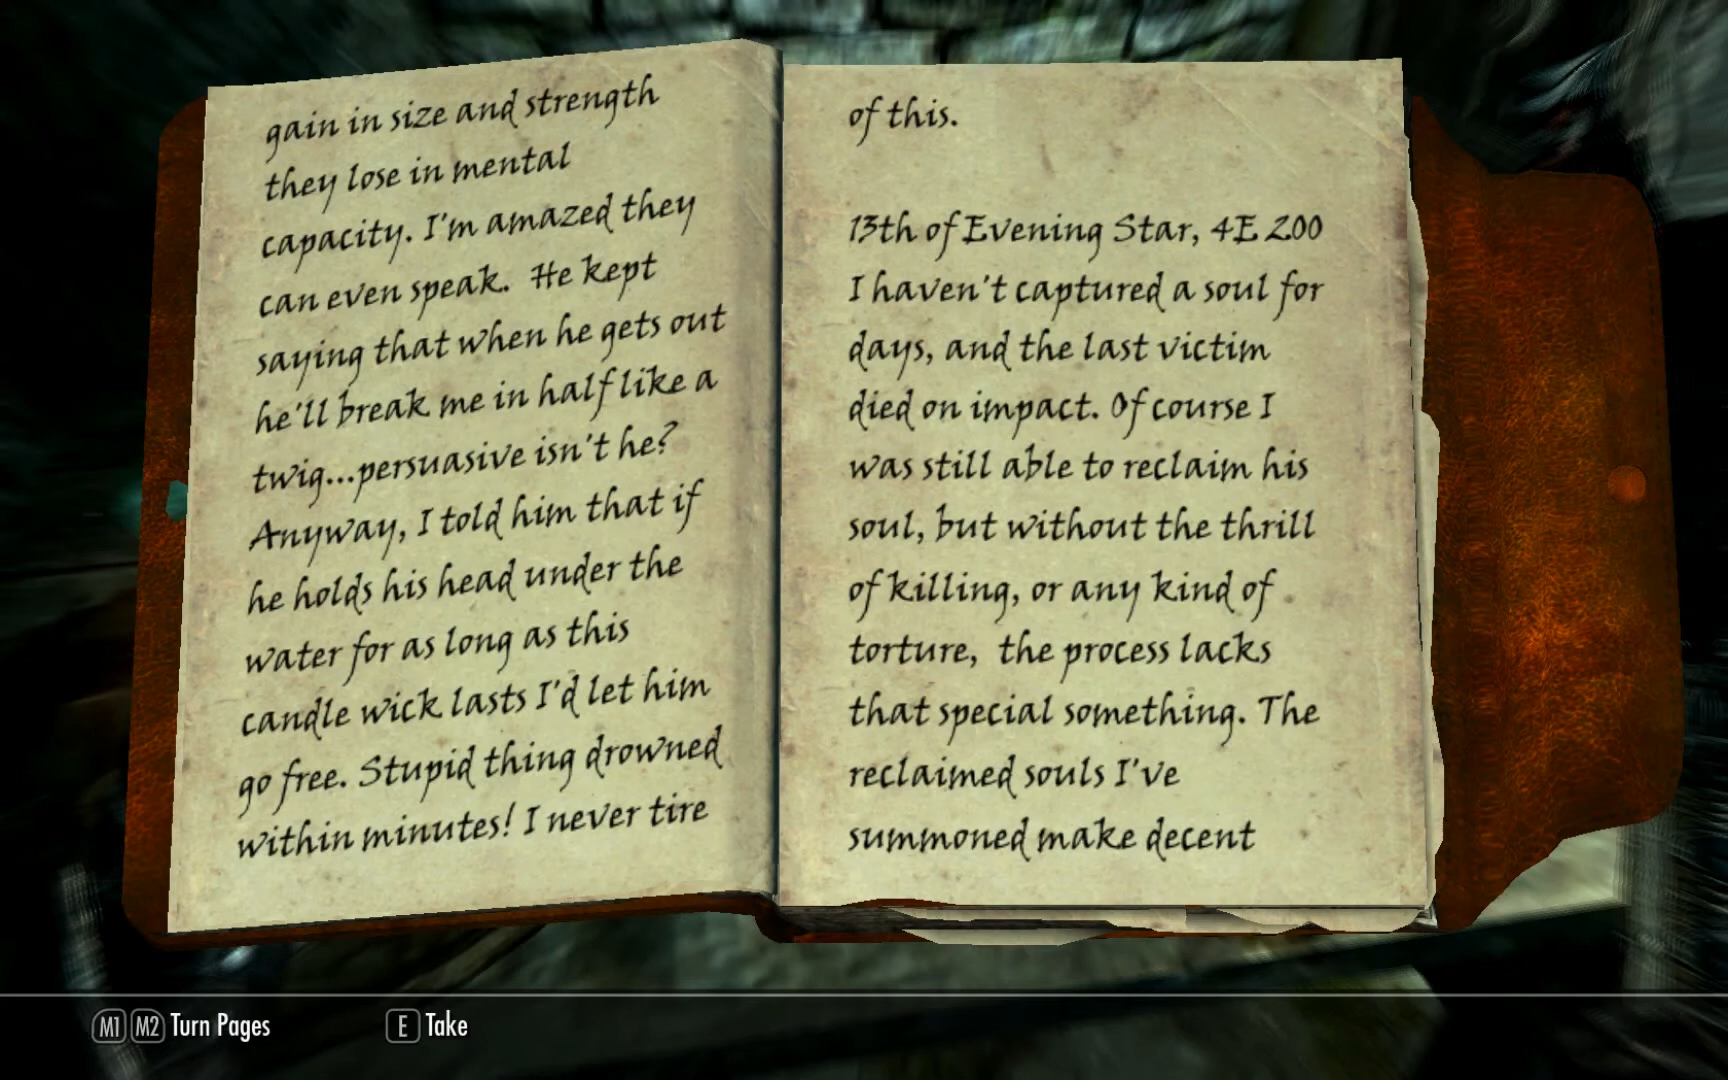 gain in size and strength
they lose in mental
capacity. I'm amazed they
can even speak.  He kept
saying that when he gets out
he'll break me in half like a
twig...persuasive isn't he?
Anyway, I told him that if
he holds his head under the
water for as long as this
candle wick lasts I'd let him
go free. Stupid thing drowned
within minutes! I never tire
of this.
13th of Evening Star, 4E 200
I haven't captured a soul for
days, and the last victim
died on impact. Of course I
was still able to reclaim his
soul, but without the thrill
of killing, or any kind of
torture,  the process lacks
that special something. The
reclaimed souls I've
summoned make decent
M1 M2 Turn Pages
E Take